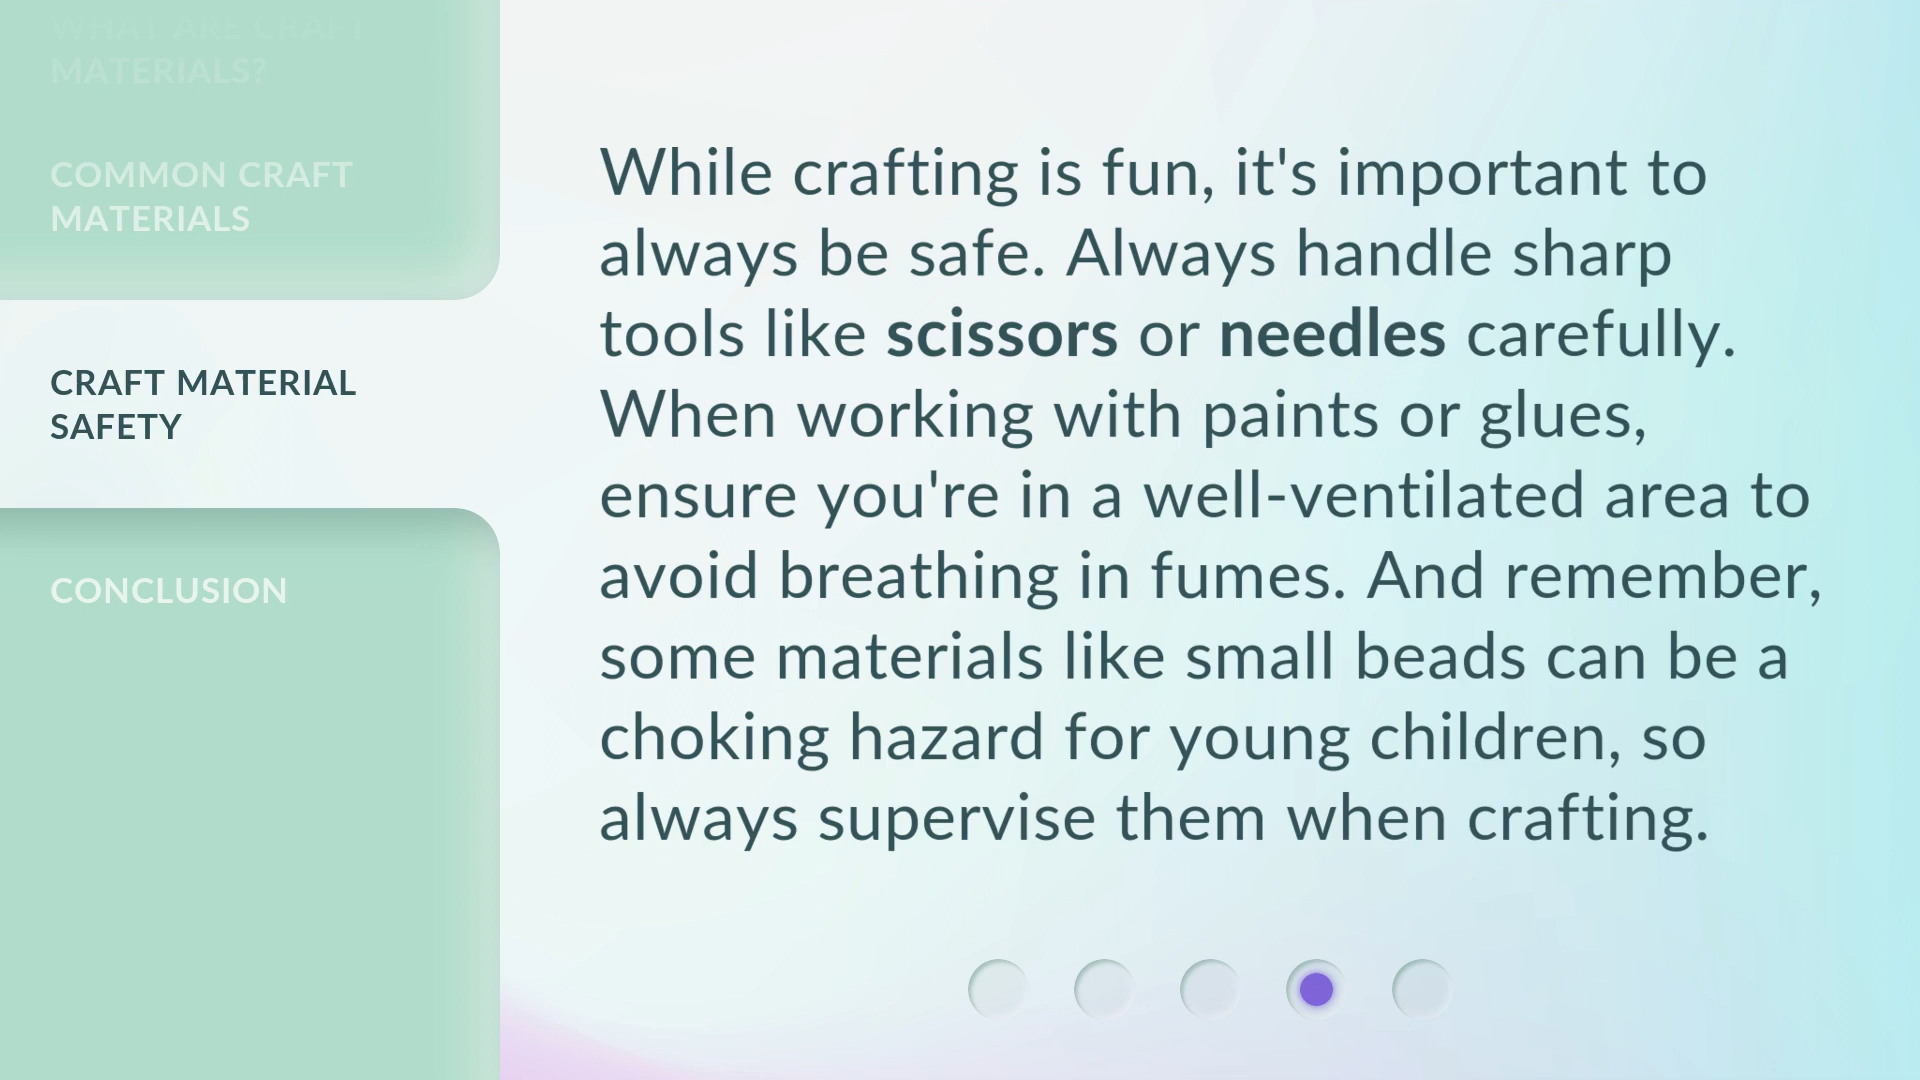 WHAT ARE CRAFT
MATERIALS?
COMMON CRAFT
MATERIALS
CRAFT MATERIAL
SAFETY
CONCLUSION
While crafting is fun, it's important to
always be safe. Always handle sharp
tools like scissors or needles carefully.
When working with paints or glues,
ensure you're in a well-ventilated area to
avoid breathing in fumes. And remember,
some materials like small beads can be a
choking hazard for young children, so
always supervise them when crafting.